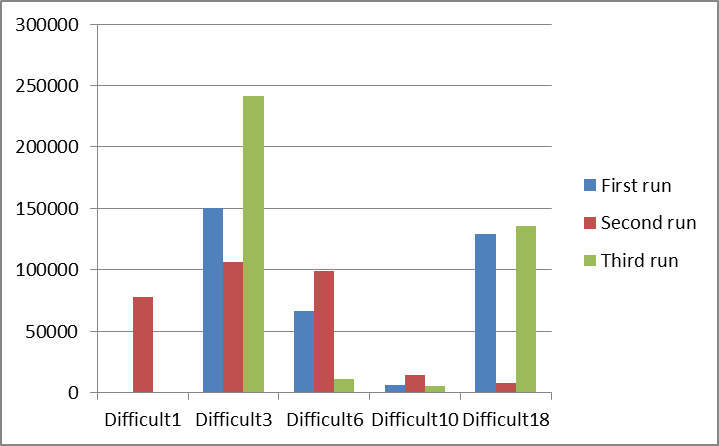 300000
250000
200000
150000
100000
50000
0
Difficult1 Difficult3 Difficult6 Difficult10 Difficult18
First run
Second run
Third run